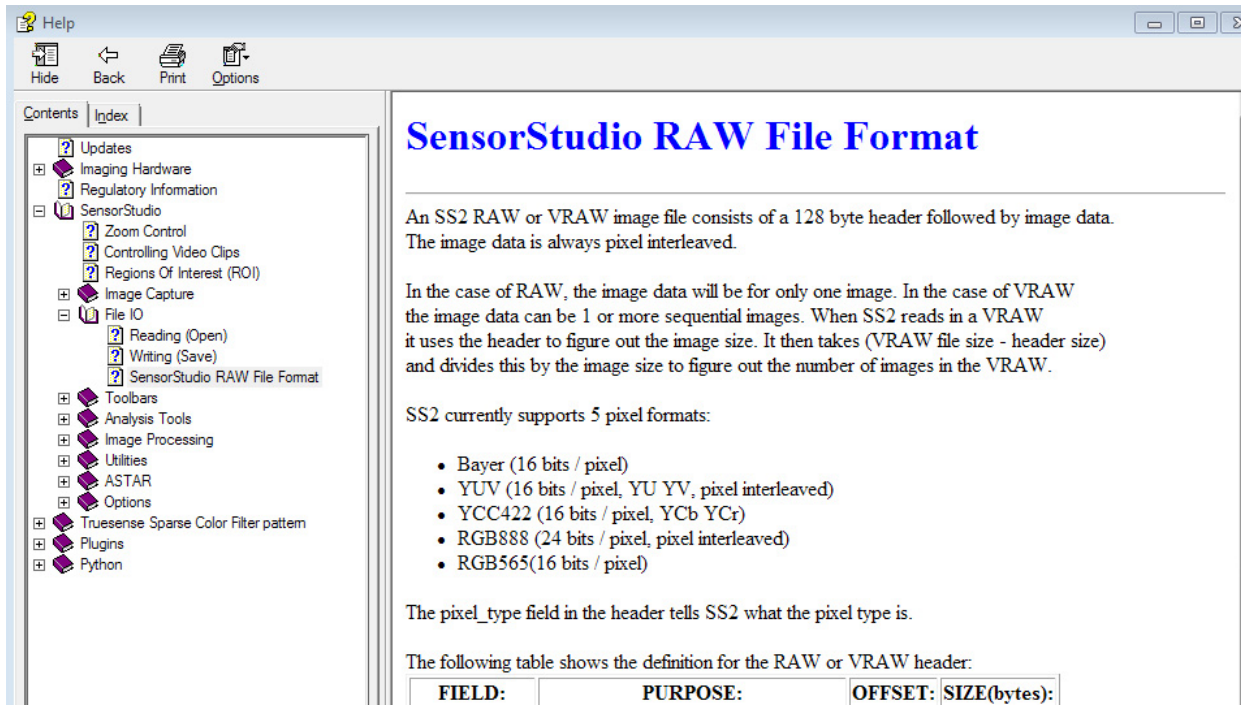 Help
Hide Back Print Options
Contents Index
Updates
Imaging Hardware
Regulatory Information
SensorStudio
Zoom Control
Controlling Video Clips
Regions Of Interest (ROI)
Image Capture
File IO
Reading (Open)
Writing (Save)
SensorStudio RAW File Format
Toolbars
Analysis Tools
Image Processing
Utilities
ASTAR
Options
Truesense Sparse Color Filter pattern
Plugins
Python
SensorStudio RAW File Format
An SS2 RAW or VRAW image file consists of a 128 byte header followed by image data.
The image data is always pixel interleaved.
In the case of RAW, the image data will be for only one image. In the case of VRAW
the image data can be 1 or more sequential images. When SS2 reads in a VRAW
it uses the header to figure out the image size. It then takes (VRAW file size - header size)
and divides this by the image size to figure out the number of images in the VRAW.
SS2 currently supports 5 pixel formats:
• Bayer (16 bits / pixel)
• YUV (16 bits / pixel, YU YV, pixel interleaved)
• YCC422 (16 bits / pixel, YCb YCr)
• RGB888 (24 bits / pixel, pixel interleaved)
• RGB565(16 bits / pixel)
The pixel_type field in the header tells SS2 what the pixel type is.
The following table shows the definition for the RAW or VRAW header:
FIELD: PURPOSE: OFFSET: SIZE(bytes):